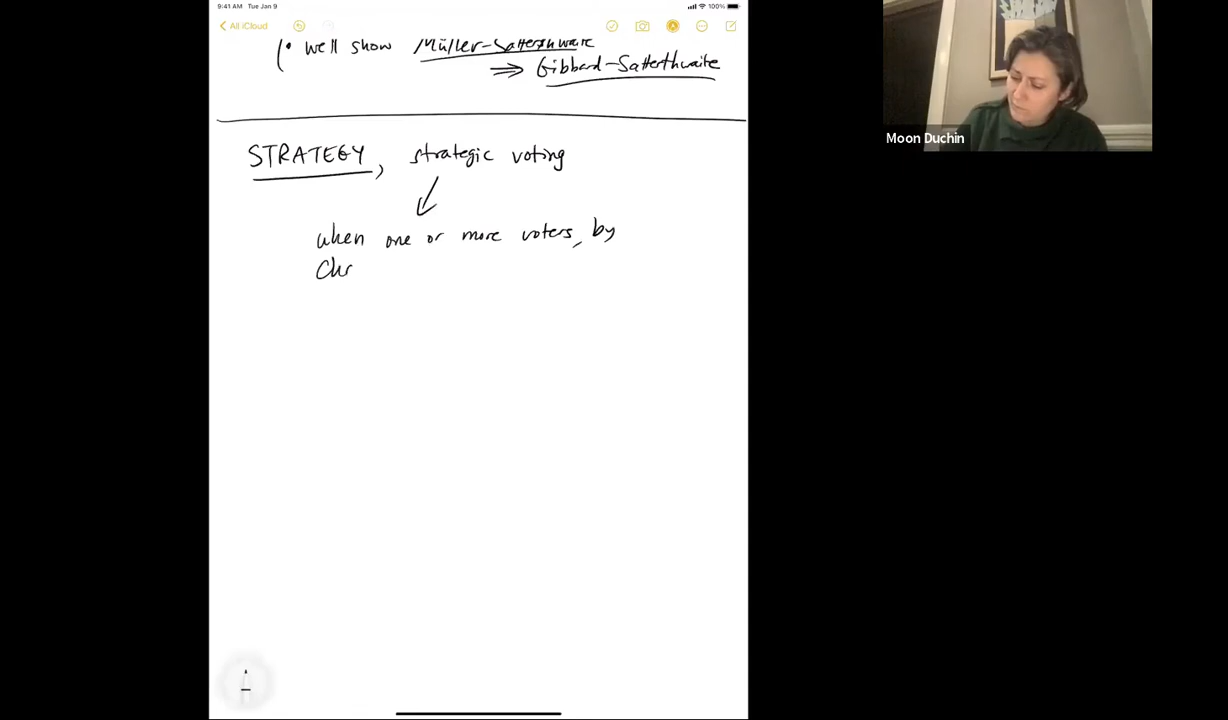 9:41 AM Tue Jan 9
100%
All iCloud
(• we'll show Müller-Satterthwaite
⇒ Gibbard-Satterthwaite
STRATEGY, strategic voting
when one or more voters, by
Moon Duchin